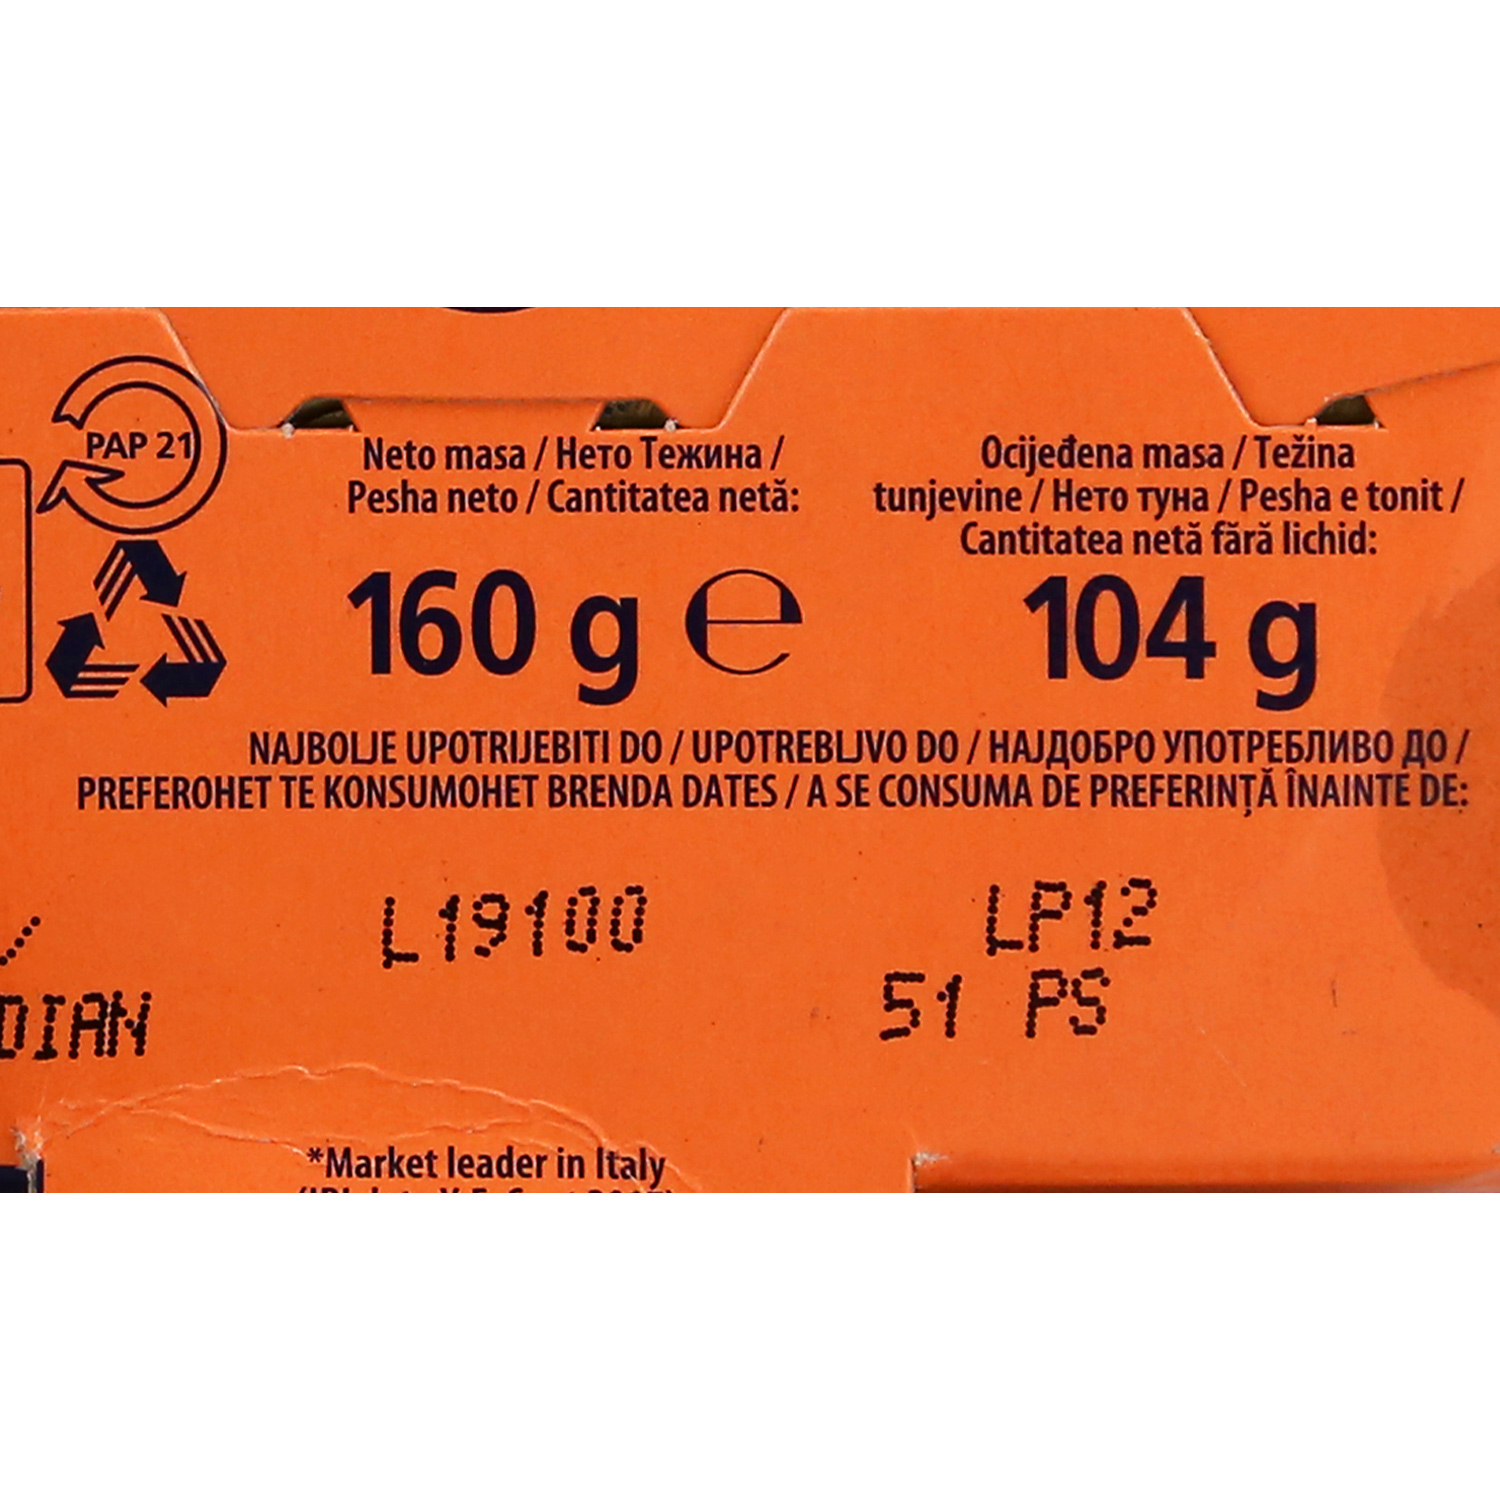 PAP 21
Neto masa / Нето Тежина /
Pesha neto / Cantitatea netă:
160 g ℮
Ocijeđena masa / Težina
tunjevine / Нето туна / Pesha e tonit /
Cantitatea netă fără lichid:
104 g
NAJBOLJE UPOTRIJEBITI DO / UPOTREBLJIVO DO / НАЈДОБРО УПОТРЕБЛИВО ДО /
PREFEROHET TE KONSUMOHET BRENDA DATES / A SE CONSUMA DE PREFERINȚĂ ÎNAINTE DE:
L19100
LP12
DIAN
51 PS
*Market leader in Italy